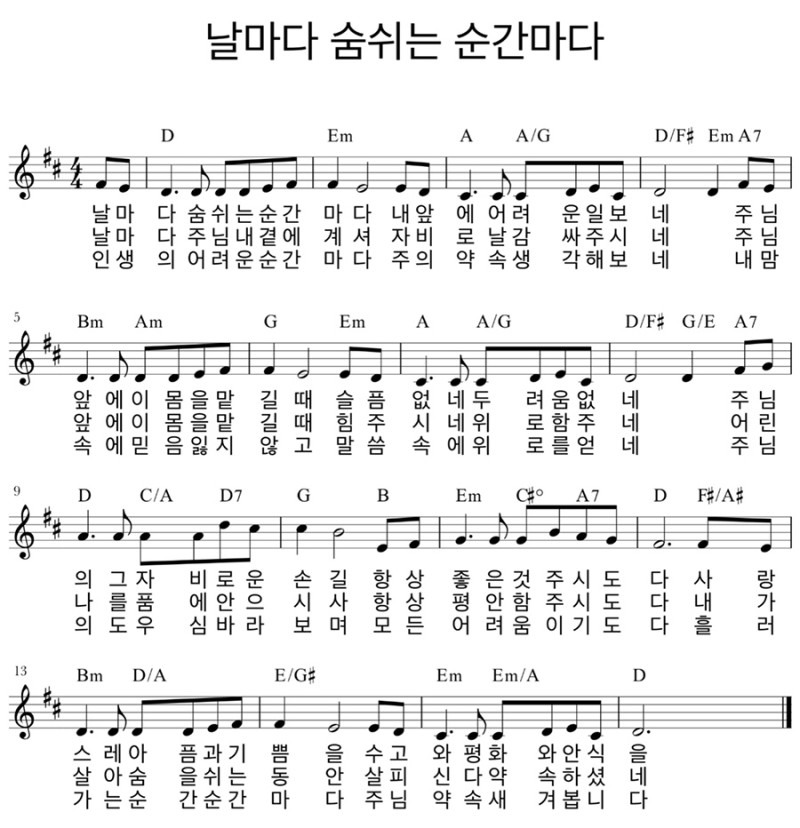 날마다 숨쉬는 순간마다
D Em A A/G D/F# Em A7
날마 다 숨쉬는순간 마다 내앞 에어려 운일보 네 주님
날마 다 주님내곁에 계셔 자비 로날감 싸주시 네 주님
인생 의 어려운순간 마다 주의 약속생 각해보 네 내맘
5
Bm Am G Em A A/G D/F# G/E A7
앞 에이 몸을맡 길때 슬픔 없네두 려움없 네 주님
앞 에이 몸을맡 길때 힘주 시네위 로함주 네 어린
속 에믿 음잃지 않고 말씀 속에위 로를얻 네 주님
9
D C/A D7 G B Em C#° A7 D F#/A#
의 그자 비로운 손길항상 좋은것 주시도 다사 랑
나 를품 에안으 시사항상 평안함 주시도 다내 가
의 도우 심바라 보며모든 어려움 이기도 다흘 러
13
Bm D/A E/G# Em Em/A D
스 레아 픔과기 쁨 을수고 와평화 와안식 을
살 아숨 을쉬는 동 안살피 신다약 속하셨 네
가 는순 간순간 마 다주님 약속새 겨봅니 다